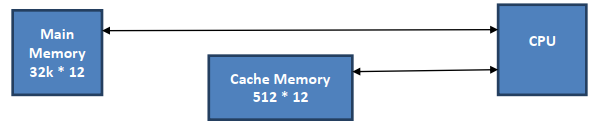 Main
Memory
32k * 12
Cache Memory
512 * 12
CPU